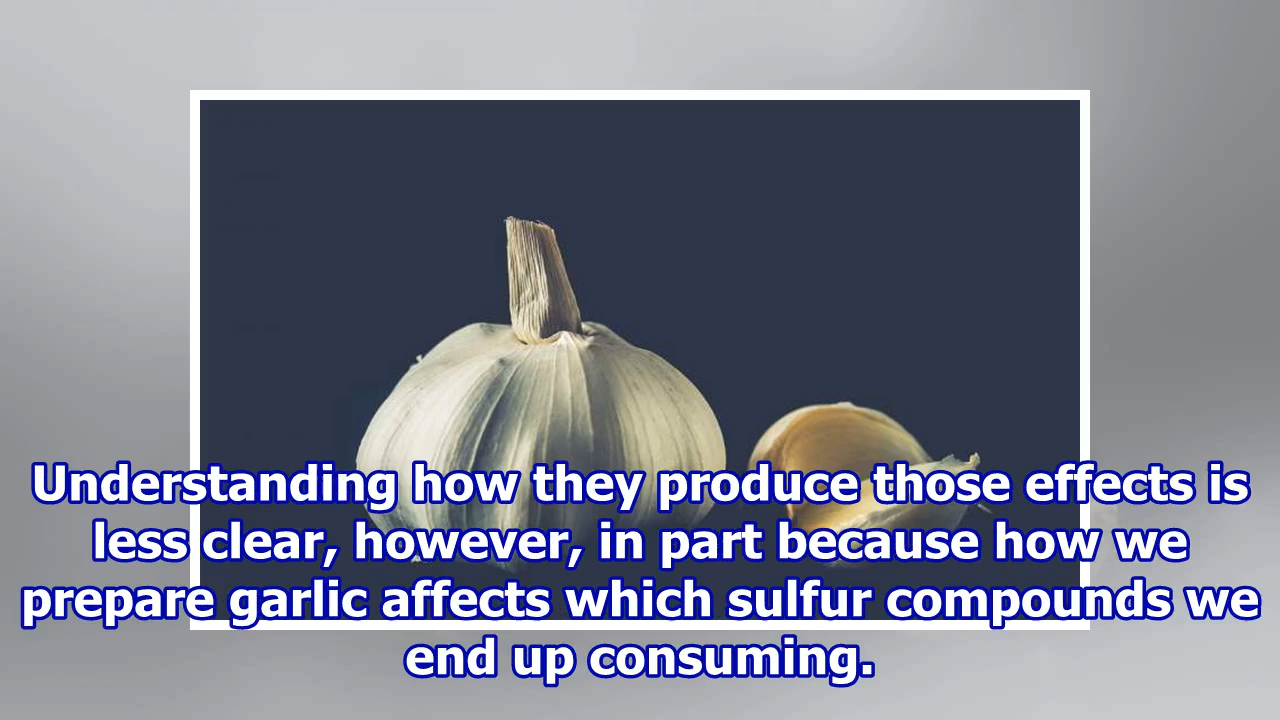 Understanding how they produce those effects is
less clear, however, in part because how we
prepare garlic affects which sulfur compounds we
end up consuming.